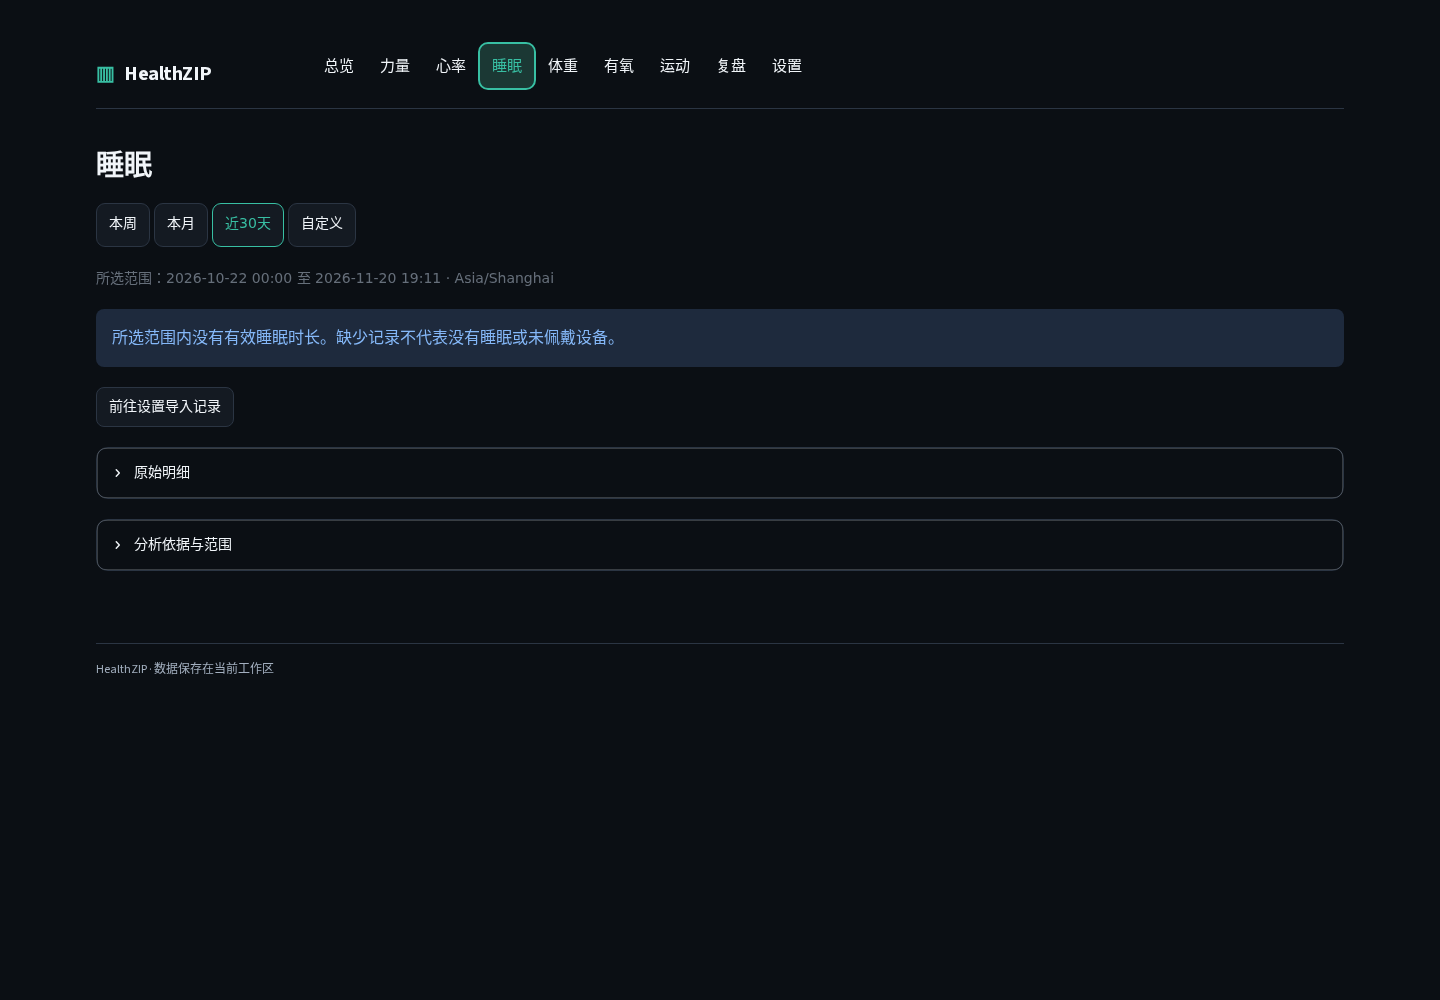 HealthZIP
总览 力量 心率 睡眠 体重 有氧 运动 复盘 设置
睡眠
本周 本月 近30天 自定义
所选范围：2026-10-22 00:00 至 2026-11-20 19:11 · Asia/Shanghai
所选范围内没有有效睡眠时长。缺少记录不代表没有睡眠或未佩戴设备。
前往设置导入记录
原始明细
分析依据与范围
HealthZIP · 数据保存在当前工作区